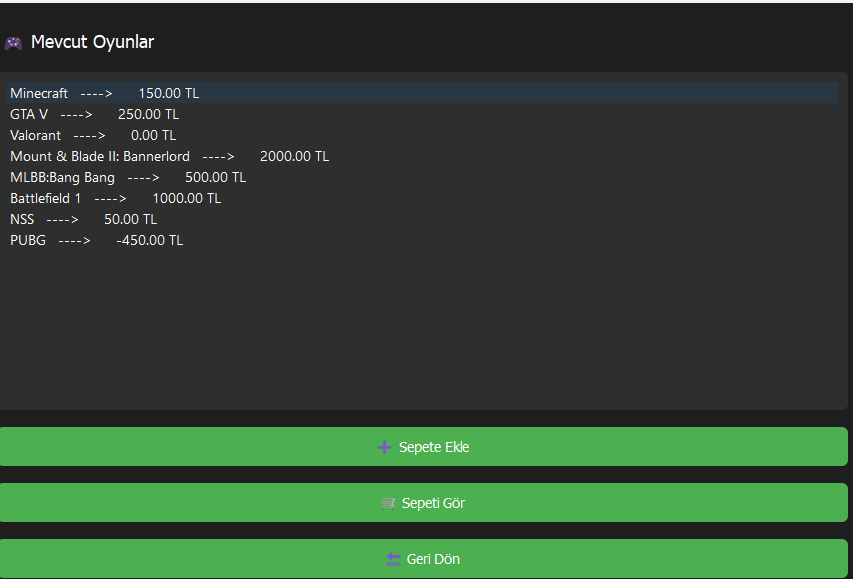 Mevcut Oyunlar
Minecraft ----> 150.00 TL
GTA V ----> 250.00 TL
Valorant ----> 0.00 TL
Mount & Blade II: Bannerlord ----> 2000.00 TL
MLBB:Bang Bang ----> 500.00 TL
Battlefield 1 ----> 1000.00 TL
NSS ----> 50.00 TL
PUBG ----> -450.00 TL
Sepete Ekle
Sepeti Gör
Geri Dön